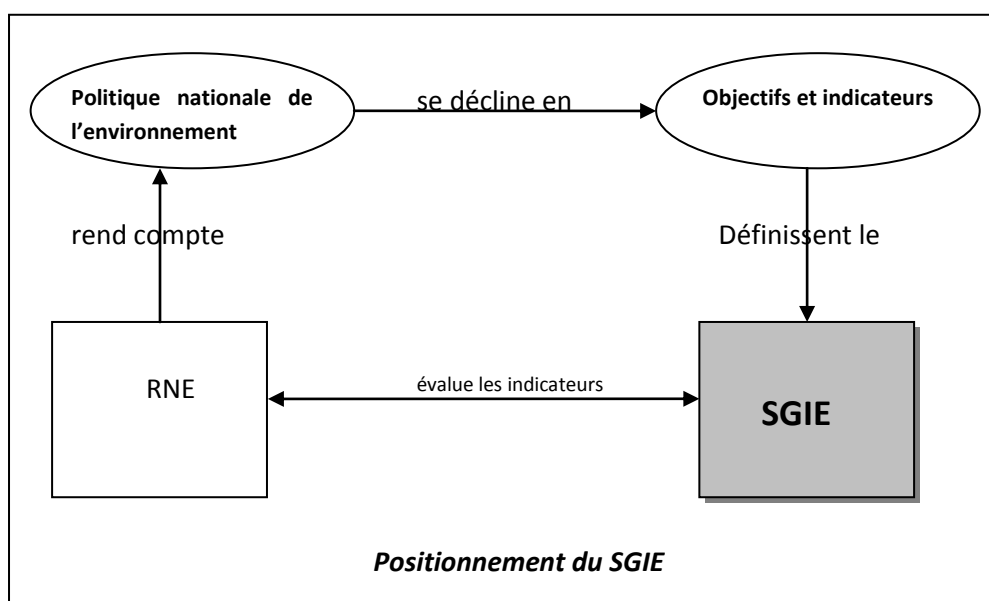 Politique nationale de
l'environnement
se décline en
Objectifs et indicateurs
rend compte
Définissent le
RNE
évalue les indicateurs
SGIE
Positionnement du SGIE